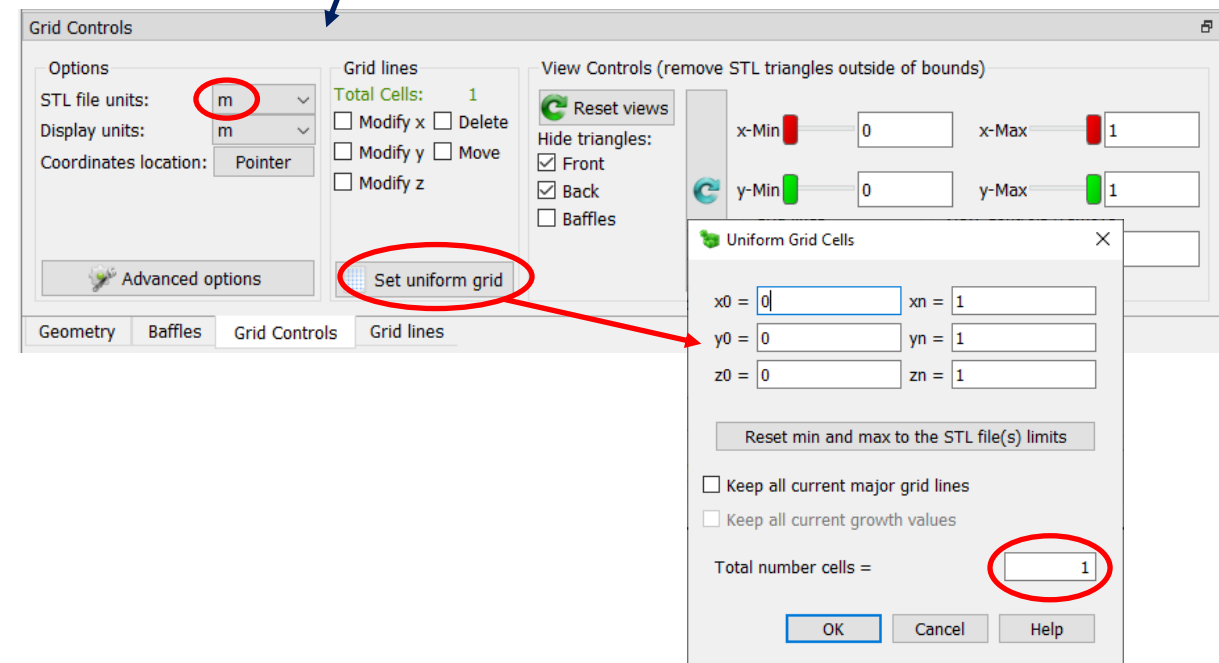 Grid Controls
Options
STL file units: m
Display units: m
Coordinates location: Pointer
Advanced options
Grid lines
Total Cells: 1
Modify x Delete
Modify y Move
Modify z
Set uniform grid
View Controls (remove STL triangles outside of bounds)
Reset views
Hide triangles:
Front
Back
Baffles
x-Min 0 x-Max 1
y-Min 0 y-Max 1
Geometry Baffles Grid Controls Grid lines
Uniform Grid Cells
x0 = 0 xn = 1
y0 = 0 yn = 1
z0 = 0 zn = 1
Reset min and max to the STL file(s) limits
Keep all current major grid lines
Keep all current growth values
Total number cells = 1
OK Cancel Help